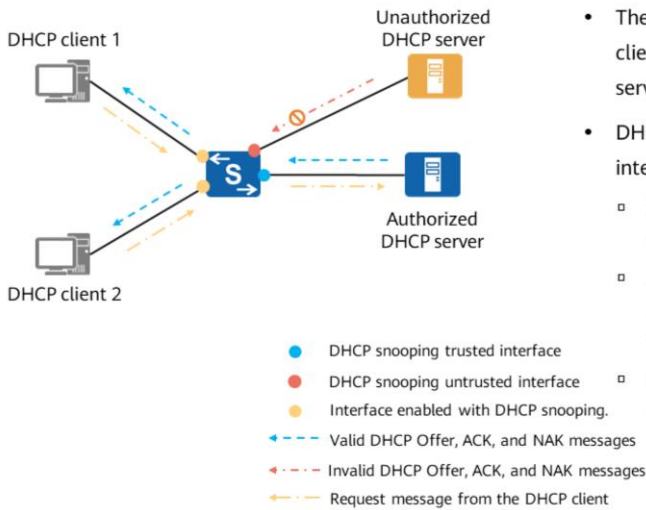 Unauthorized
DHCP server
DHCP client 1
S
Authorized
DHCP server
DHCP client 2
DHCP snooping trusted interface
DHCP snooping untrusted interface
Interface enabled with DHCP snooping.
Valid DHCP Offer, ACK, and NAK messages
Invalid DHCP Offer, ACK, and NAK messages
Request message from the DHCP client
• The
• DH